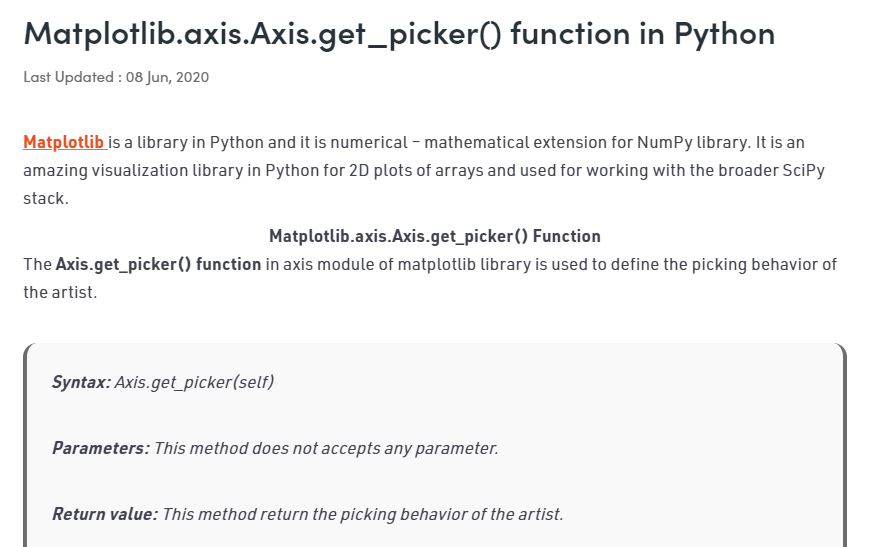 Matplotlib.axis.Axis.get_picker() function in Python
Last Updated : 08 Jun, 2020
Matplotlib is a library in Python and it is numerical – mathematical extension for NumPy library. It is an
amazing visualization library in Python for 2D plots of arrays and used for working with the broader SciPy
stack.
Matplotlib.axis.Axis.get_picker() Function
The Axis.get_picker() function in axis module of matplotlib library is used to define the picking behavior of
the artist.
Syntax: Axis.get_picker(self)
Parameters: This method does not accepts any parameter.
Return value: This method return the picking behavior of the artist.